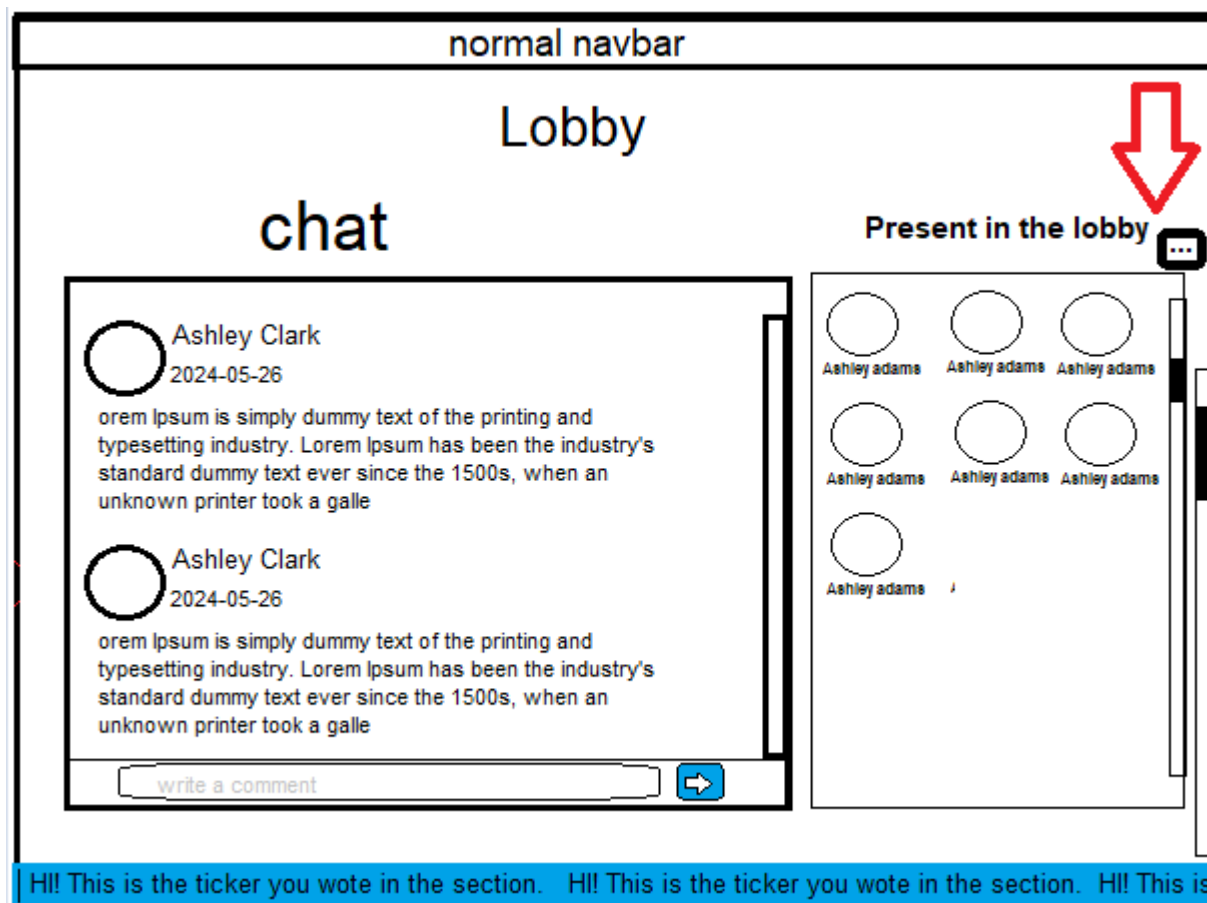 normal navbar
Lobby
chat
Present in the lobby
...
Ashley Clark
2024-05-26
orem Ipsum is simply dummy text of the printing and
typesetting industry. Lorem Ipsum has been the industry's
standard dummy text ever since the 1500s, when an
unknown printer took a galle
Ashley Clark
2024-05-26
orem Ipsum is simply dummy text of the printing and
typesetting industry. Lorem Ipsum has been the industry's
standard dummy text ever since the 1500s, when an
unknown printer took a galle
write a comment
Ashley adams Ashley adams Ashley adams
Ashley adams Ashley adams Ashley adams
Ashley adams
HI! This is the ticker you wote in the section. HI! This is the ticker you wote in the section. HI! This is